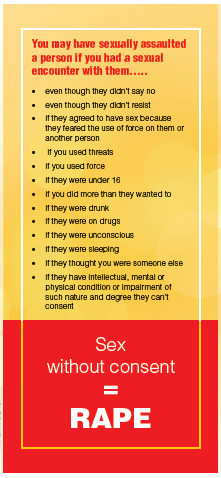 You may have sexually assaulted
a person if you had a sexual
encounter with them.....
• even though they didn't say no
• even though they didn't resist
• if they agreed to have sex because
they feared the use of force on them or
another person
• if you used threats
• if you used force
• if they were under 16
• if you did more than they wanted to
• if they were drunk
• if they were on drugs
• if they were unconscious
• if they were sleeping
• if they thought you were someone else
• if they have intellectual, mental or
physical condition or impairment of
such nature and degree they can't
consent
Sex
without consent
=
RAPE